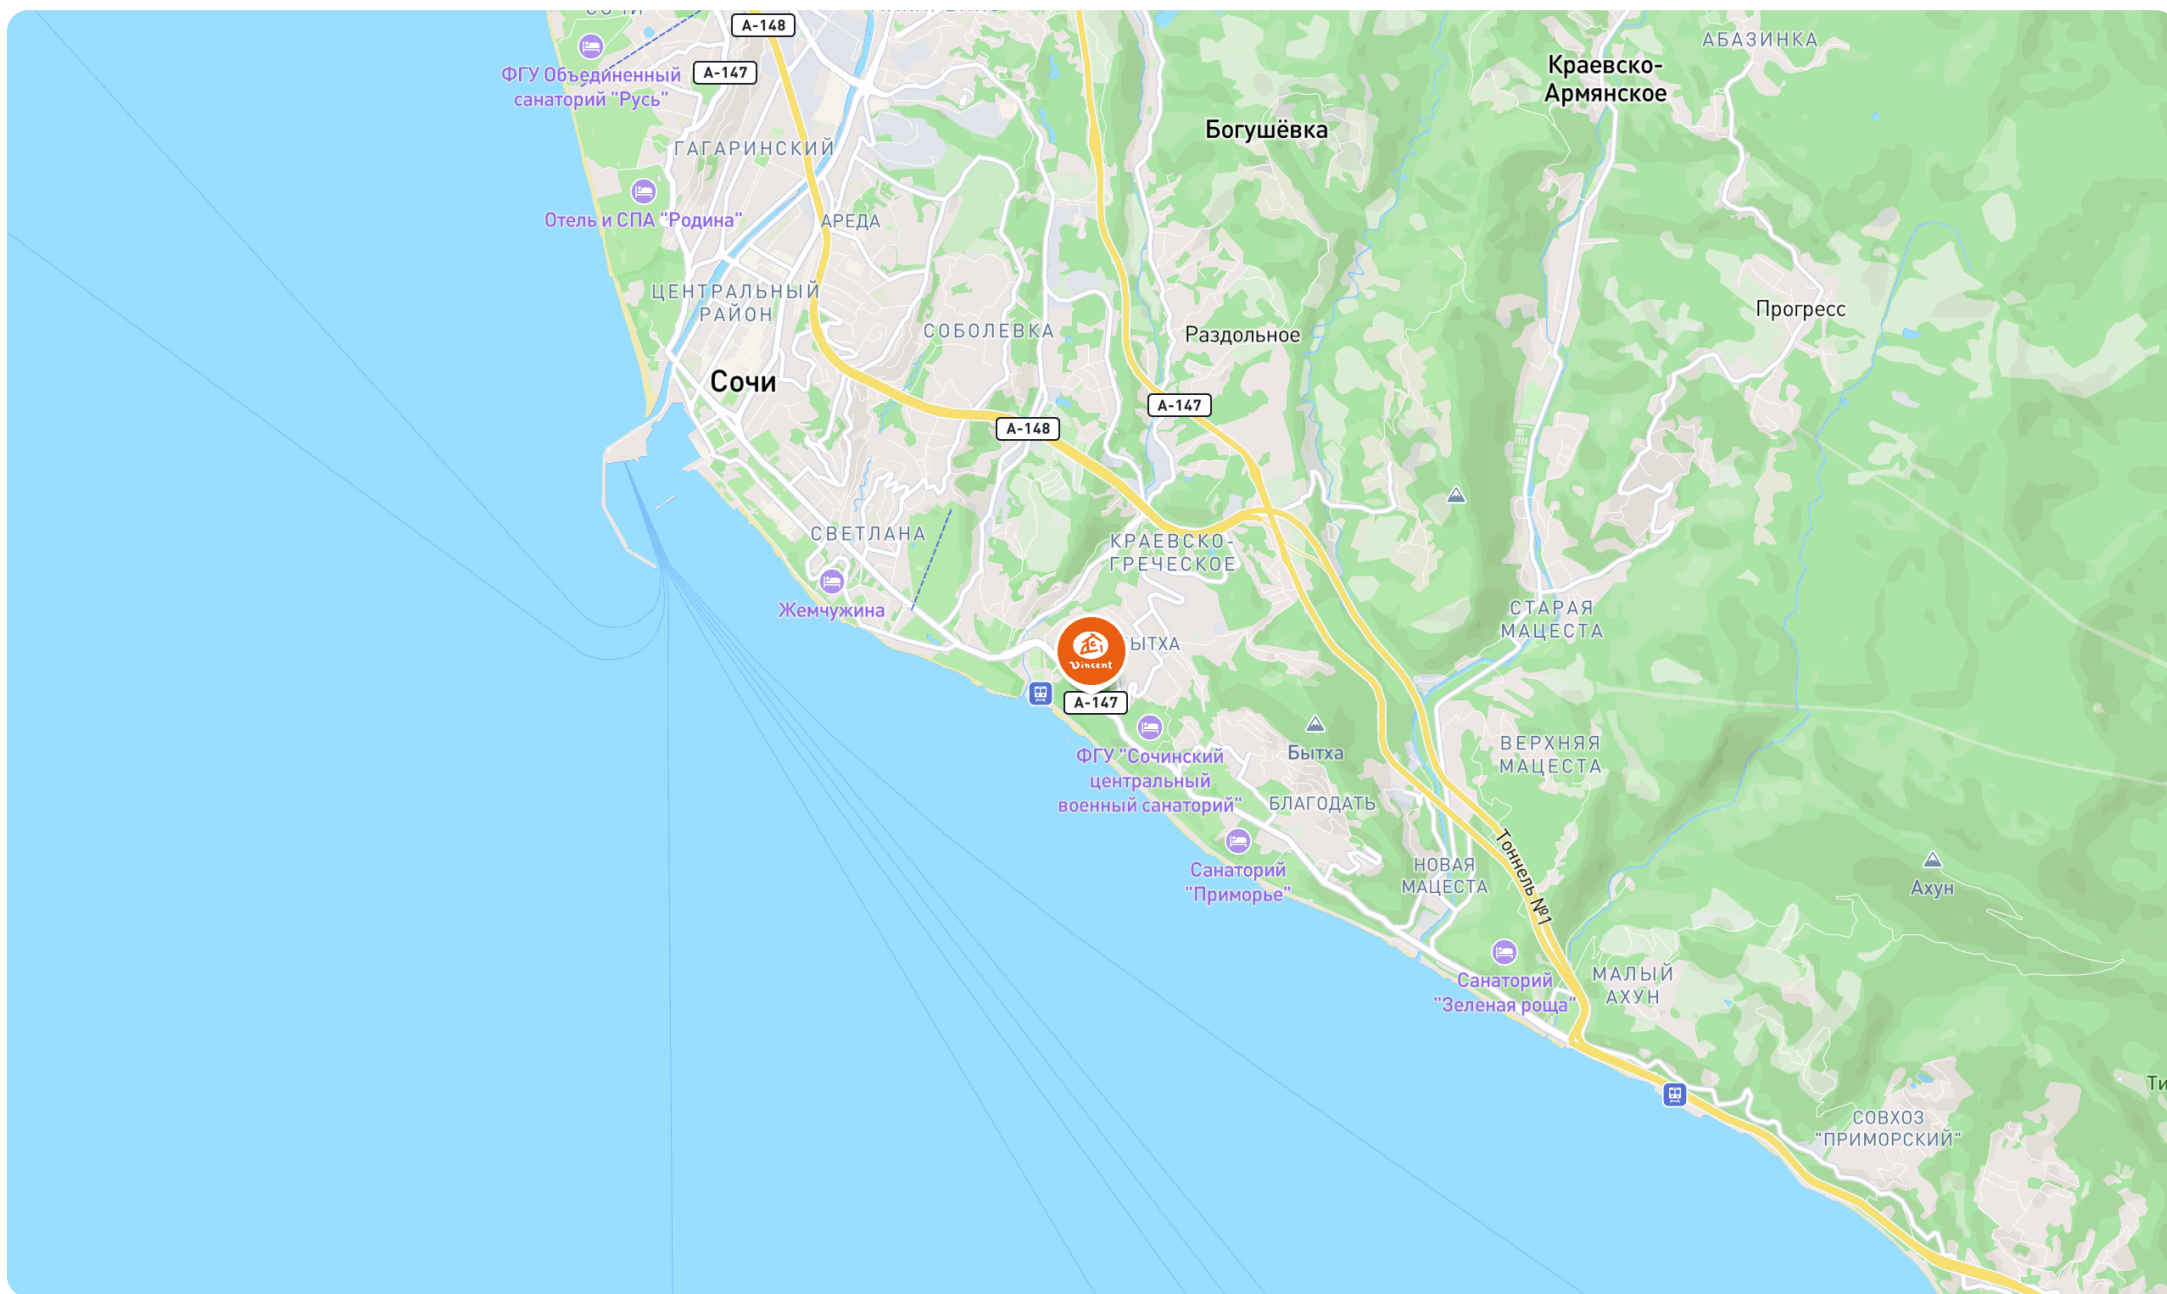 А-148
ФГУ Объединенный
санаторий "Русь"
А-147
АБАЗИНКА
Краевско-
Армянское
Богушёвка
ГАГАРИНСКИЙ
Отель и СПА "Родина"
АРЕДА
ЦЕНТРАЛЬНЫЙ
РАЙОН
СОБОЛЕВКА
Раздольное
Прогресс
Сочи
А-147
А-148
СВЕТЛАНА
КРАЕВСКО-
ГРЕЧЕСКОЕ
Жемчужина
СТАРАЯ
МАЦЕСТА
Vincent
ЫТХА
А-147
ФГУ "Сочинский
центральный
военный санаторий"
Бытха
ВЕРХНЯЯ
МАЦЕСТА
БЛАГОДАТЬ
Санаторий
"Приморье"
НОВАЯ
МАЦЕСТА
Тоннель №1
Ахун
Санаторий
"Зеленая роща"
МАЛЫЙ
АХУН
Ти
СОВХОЗ
"ПРИМОРСКИЙ"